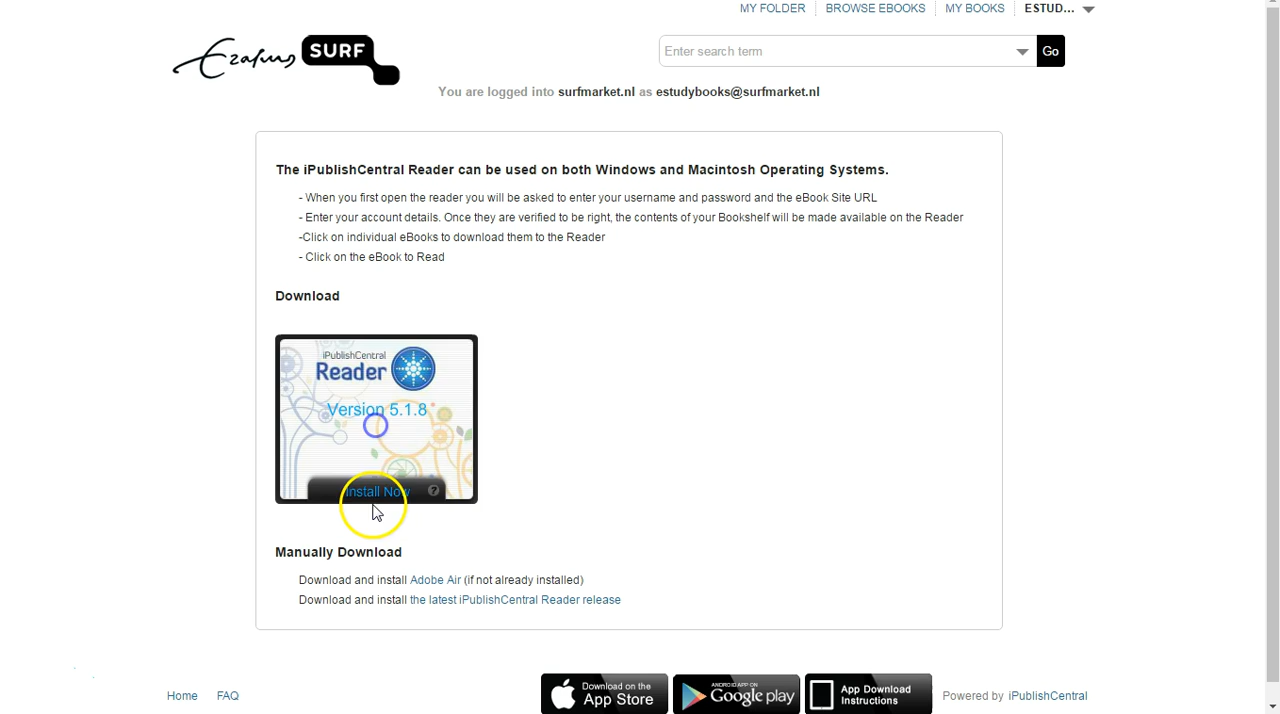 MY FOLDER BROWSE EBOOKS MY BOOKS ESTUD...
Erasmus SURF
Enter search term Go
You are logged into surfmarket.nl as estudybooks@surfmarket.nl
The iPublishCentral Reader can be used on both Windows and Macintosh Operating Systems.
- When you first open the reader you will be asked to enter your username and password and the eBook Site URL
- Enter your account details. Once they are verified to be right, the contents of your Bookshelf will be made available on the Reader
-Click on individual eBooks to download them to the Reader
- Click on the eBook to Read
Download
iPublishCentral
Reader
Version 5.1.8
Install Now ?
Manually Download
Download and install Adobe Air (if not already installed)
Download and install the latest iPublishCentral Reader release
Home FAQ
Download on the
App Store
ANDROID APP ON
Google play
App Download
Instructions
Powered by iPublishCentral